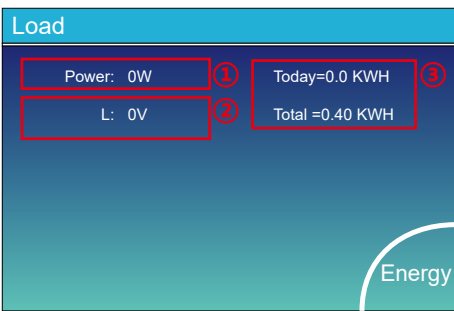 Load
Power: 0W ① Today=0.0 KWH ③
L: 0V ② Total =0.40 KWH
Energy